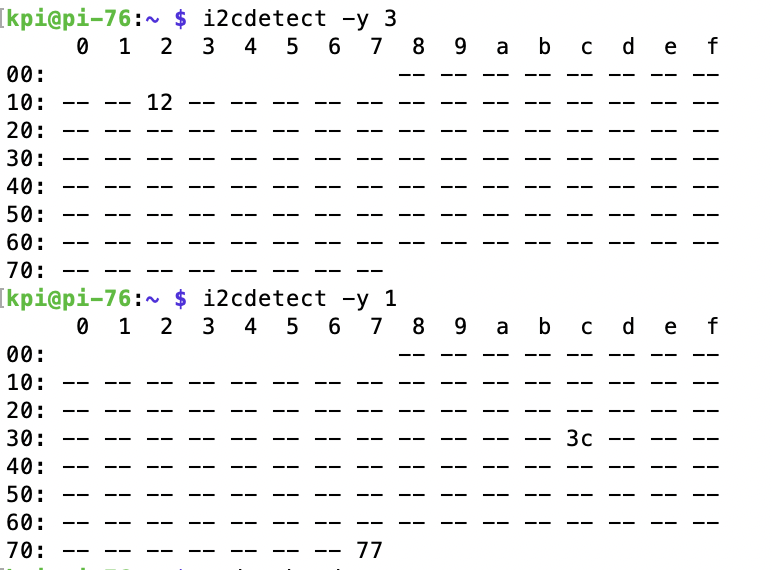 [kpi@pi-76:~ $ i2cdetect -y 3
     0  1  2  3  4  5  6  7  8  9  a  b  c  d  e  f
00:                         -- -- -- -- -- -- -- --
10: -- -- 12 -- -- -- -- -- -- -- -- -- -- -- -- --
20: -- -- -- -- -- -- -- -- -- -- -- -- -- -- -- --
30: -- -- -- -- -- -- -- -- -- -- -- -- -- -- -- --
40: -- -- -- -- -- -- -- -- -- -- -- -- -- -- -- --
50: -- -- -- -- -- -- -- -- -- -- -- -- -- -- -- --
60: -- -- -- -- -- -- -- -- -- -- -- -- -- -- -- --
70: -- -- -- -- -- -- -- --
[kpi@pi-76:~ $ i2cdetect -y 1
     0  1  2  3  4  5  6  7  8  9  a  b  c  d  e  f
00:                         -- -- -- -- -- -- -- --
10: -- -- -- -- -- -- -- -- -- -- -- -- -- -- -- --
20: -- -- -- -- -- -- -- -- -- -- -- -- -- -- -- --
30: -- -- -- -- -- -- -- -- -- -- -- -- 3c -- -- --
40: -- -- -- -- -- -- -- -- -- -- -- -- -- -- -- --
50: -- -- -- -- -- -- -- -- -- -- -- -- -- -- -- --
60: -- -- -- -- -- -- -- -- -- -- -- -- -- -- -- --
70: -- -- -- -- -- -- -- 77